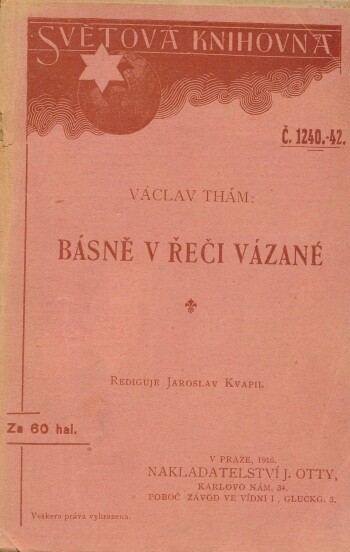 SVĚTOVÁ KNIHOVNA
Č. 1240.-42.
VÁCLAV THÁM:
BÁSNĚ V ŘEČI VÁZANÉ
REDIGUJE JAROSLAV KVAPIL.
Za 60 hal.
V PRAZE, 1916.
NAKLADATELSTVÍ J. OTTY,
KARLOVO NÁM. 34.
POBOČ. ZÁVOD VE VÍDNI I., GLUCKG. 3.
Veškera práva vyhrazena.